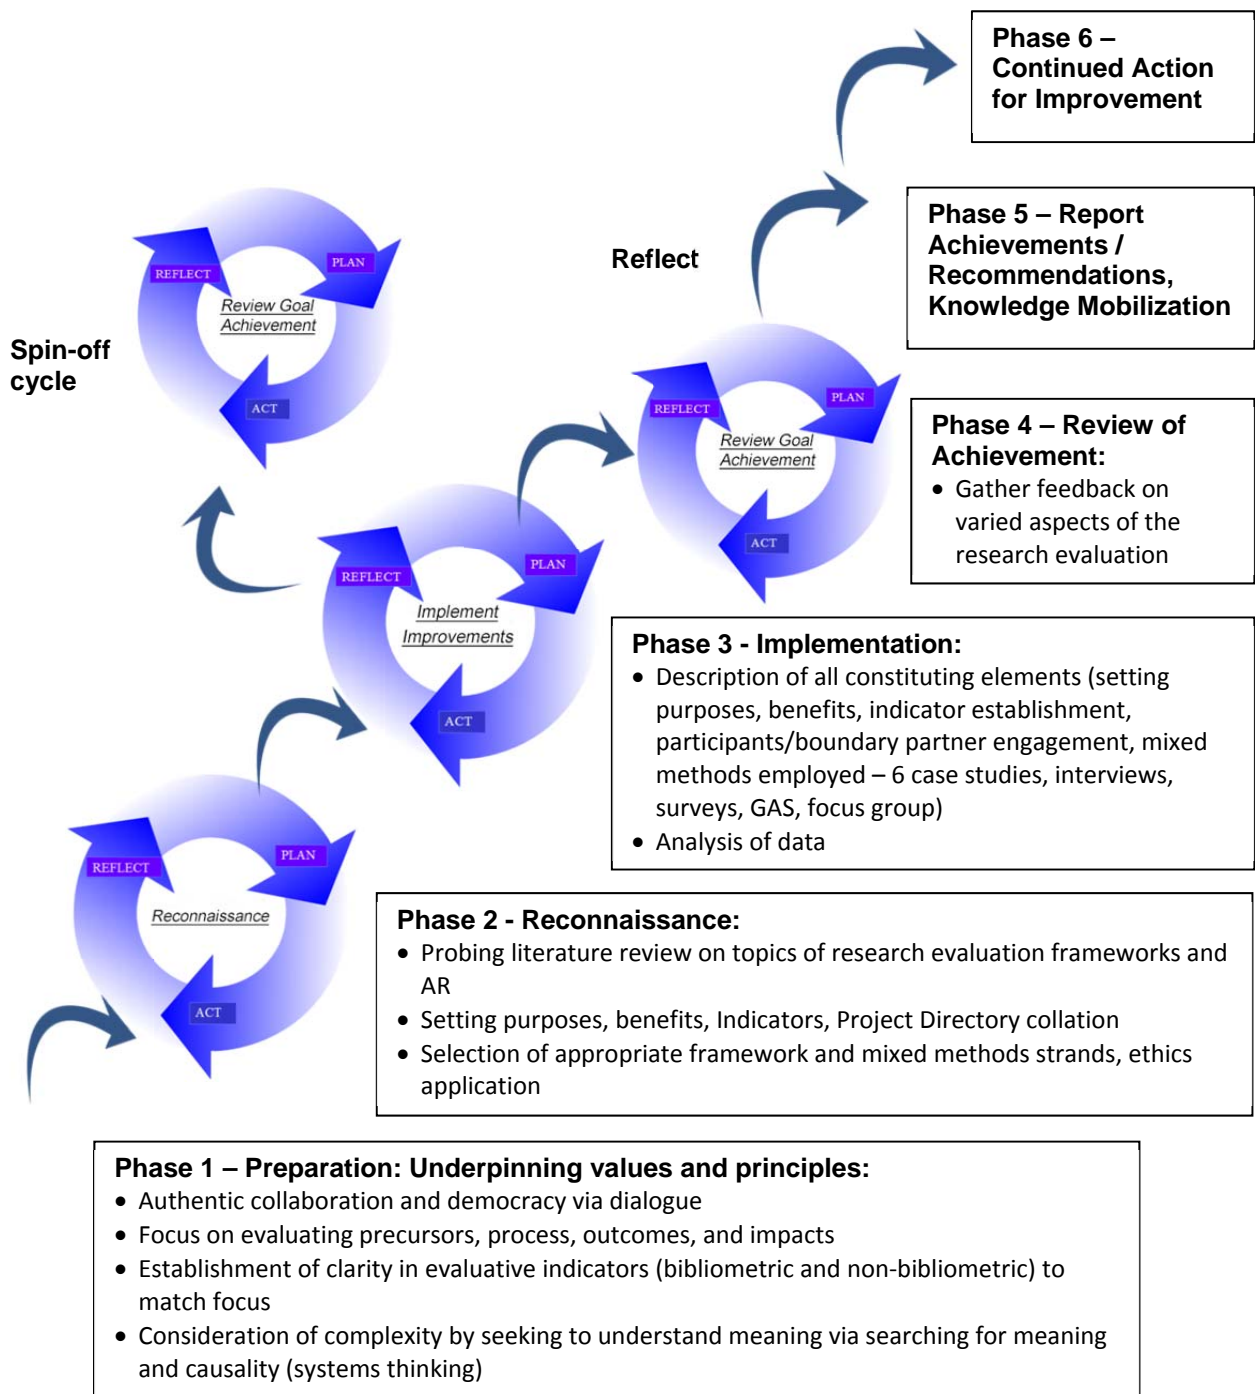 Phase 6 –
Continued Action
for Improvement
Phase 5 – Report
Achievements /
Recommendations,
Knowledge Mobilization
Reflect
REFLECT
PLAN
Review Goal
Achievement
ACT
Spin-off
cycle
REFLECT
PLAN
Review Goal
Achievement
ACT
Phase 4 – Review of
Achievement:
• Gather feedback on
varied aspects of the
research evaluation
REFLECT
PLAN
Implement
Improvements
ACT
Phase 3 - Implementation:
• Description of all constituting elements (setting
purposes, benefits, indicator establishment,
participants/boundary partner engagement, mixed
methods employed – 6 case studies, interviews,
surveys, GAS, focus group)
• Analysis of data
REFLECT
PLAN
Reconnaissance
ACT
Phase 2 - Reconnaissance:
• Probing literature review on topics of research evaluation frameworks and
AR
• Setting purposes, benefits, Indicators, Project Directory collation
• Selection of appropriate framework and mixed methods strands, ethics
application
Phase 1 – Preparation: Underpinning values and principles:
• Authentic collaboration and democracy via dialogue
• Focus on evaluating precursors, process, outcomes, and impacts
• Establishment of clarity in evaluative indicators (bibliometric and non-bibliometric) to
match focus
• Consideration of complexity by seeking to understand meaning via searching for meaning
and causality (systems thinking)